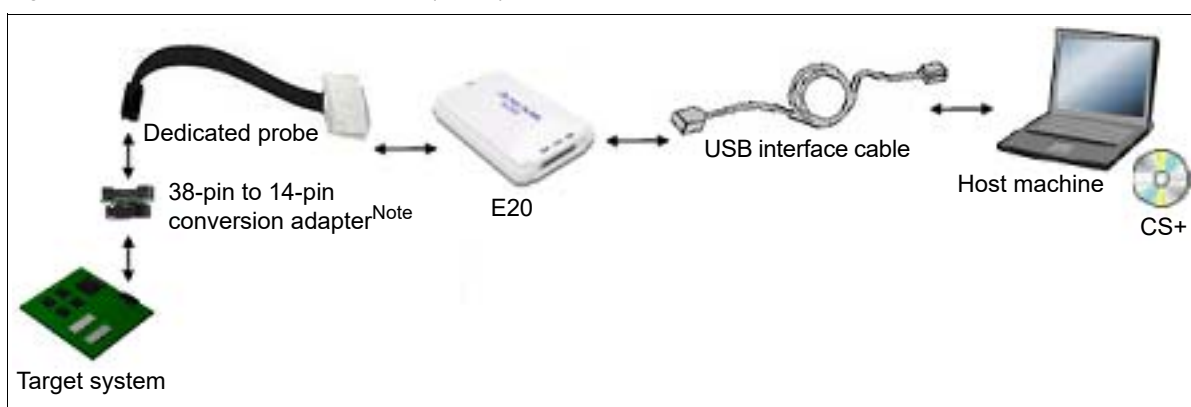 Dedicated probe
USB interface cable
Host machine
38-pin to 14-pin
conversion adapterNote
E20
CS+
Target system